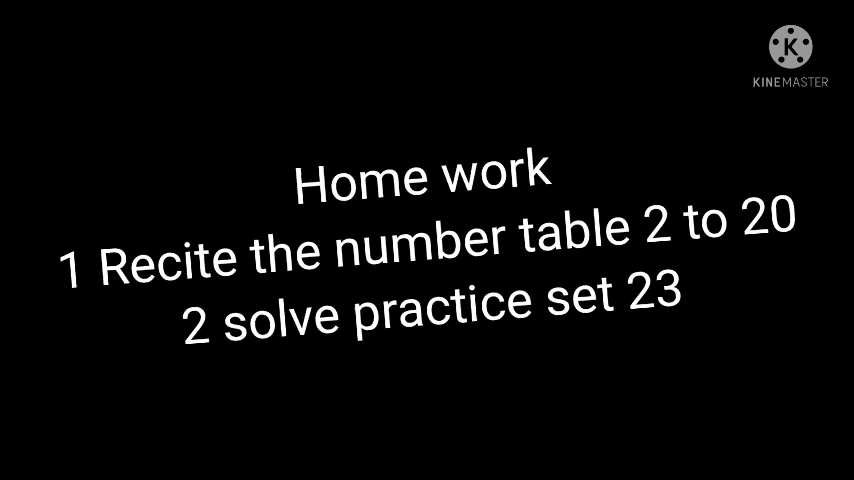 KINEMASTER
Home work
1 Recite the number table 2 to 20
2 solve practice set 23